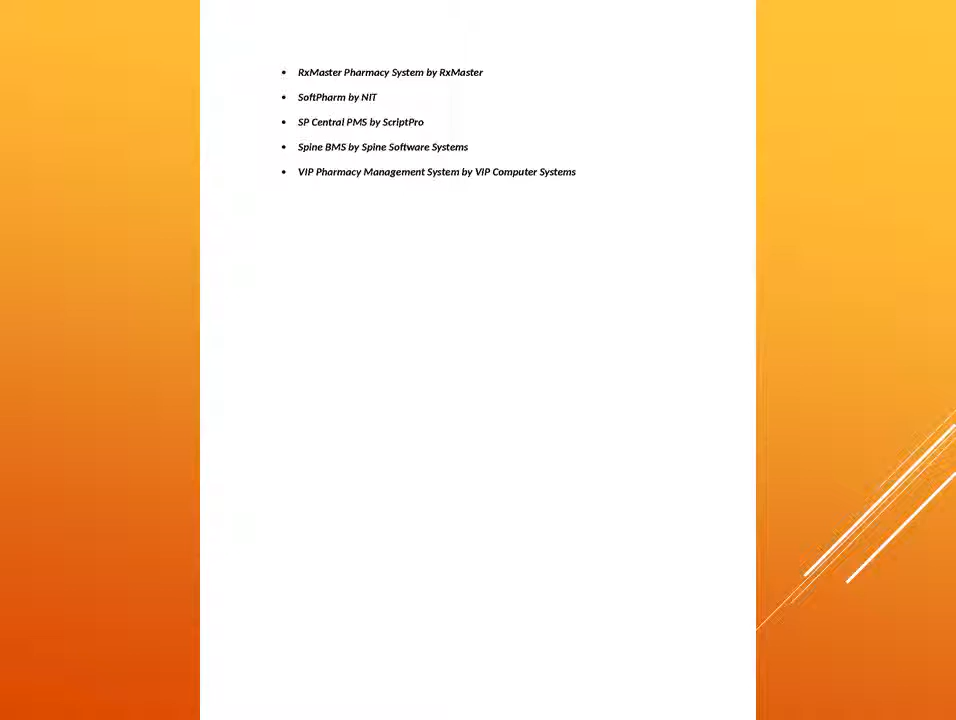 • RxMaster Pharmacy System by RxMaster
• SoftPharm by NIT
• SP Central PMS by ScriptPro
• Spine BMS by Spine Software Systems
• VIP Pharmacy Management System by VIP Computer Systems